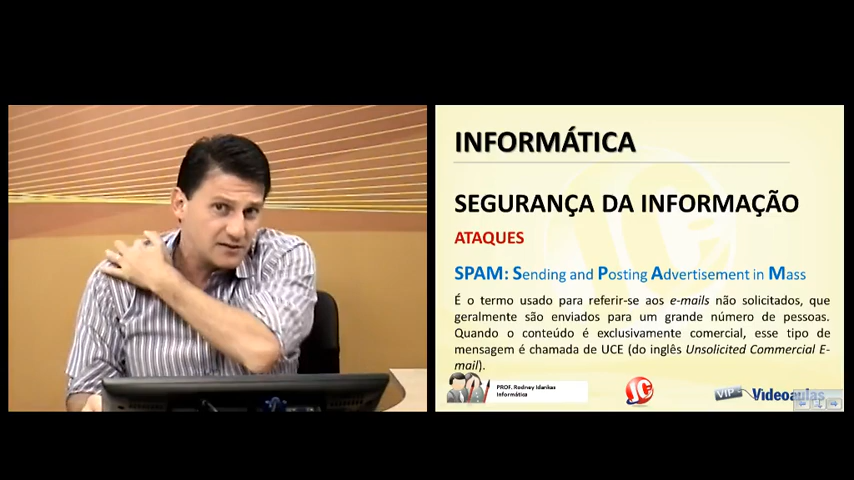 INFORMÁTICA
SEGURANÇA DA INFORMAÇÃO
ATAQUES
SPAM: Sending and Posting Advertisement in Mass
É o termo usado para referir-se aos e-mails não solicitados, que
geralmente são enviados para um grande número de pessoas.
Quando o conteúdo é exclusivamente comercial, esse tipo de
mensagem é chamada de UCE (do inglês Unsolicited Commercial E-
mail).
PROF. Rodney Idankas
Informática
JC
VIP Videoaulas